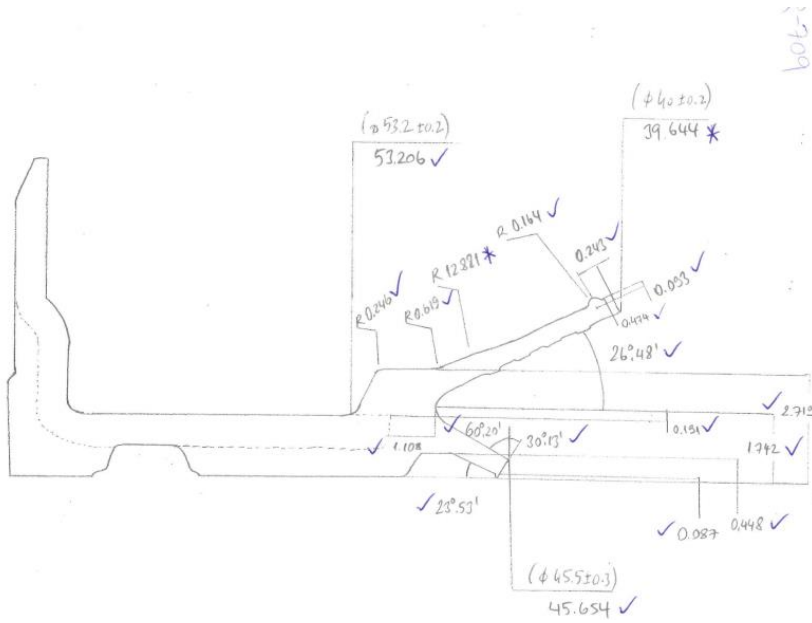 (ϕ 40 ±0.2)
39.644 *
(ϕ 53.2 ±0.2)
53.206 ✓
R 0.164 ✓
0.243 ✓
R 12.821 *
0.093 ✓
R 0.246 ✓
R 0.619 ✓
0.474 ✓
26°.48' ✓
✓ 2.719
✓ 1.108
✓ 60°.20'
30°.13' ✓
0.191 ✓
1.742 ✓
✓ 23°.53'
✓ 0.087
0.448 ✓
(ϕ 45.5 ±0.3)
45.654 ✓